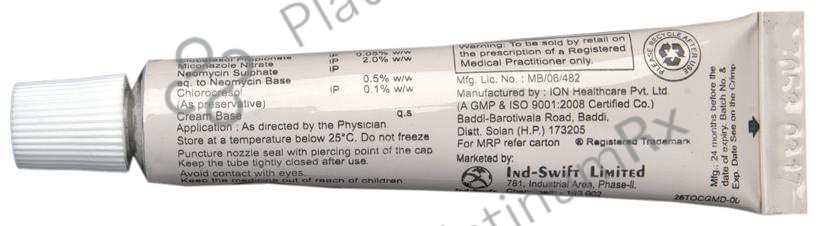 Clobetasol Propionate IP 0.05% w/w
Miconazole Nitrate IP 2.0% w/w
Neomycin Sulphate
eq. to Neomycin Base IP 0.5% w/w
Chlorocresol IP 0.1% w/w
(As preservative)
Cream Base q.s
Application : As directed by the Physician.
Store at a temperature below 25°C. Do not freeze
Puncture nozzle seal with piercing point of the cap
Keep the tube tightly closed after use.
Avoid contact with eyes.
Keep the medicine out of reach of children
Warning: To be sold by retail on
the prescription of a Registered
Medical Practitioner only.
Mfg. Lic. No. : MB/06/482
Manufactured by : ION Healthcare Pvt. Ltd.
(A GMP & ISO 9001:2008 Certified Co.)
Baddi-Barotiwala Road, Baddi,
Distt. Solan (H.P.) 173205
For MRP refer carton ® Registered Trademark
Marketed by:
Ind-Swift Limited
781, Industrial Area, Phase-II,
PLEASE RECYCLE AFTER USE
Mfg.: 24 months before the
date of expiry. Batch No. &
Exp. Date See on the Crimp
PlatinumRx